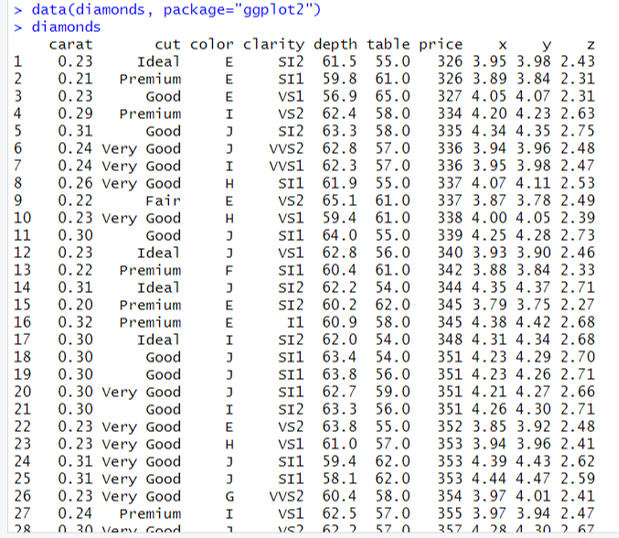 > data(diamonds, package="ggplot2")
> diamonds
carat cut color clarity depth table price x y z
1 0.23 Ideal E SI2 61.5 55.0 326 3.95 3.98 2.43
2 0.21 Premium E SI1 59.8 61.0 326 3.89 3.84 2.31
3 0.23 Good E VS1 56.9 65.0 327 4.05 4.07 2.31
4 0.29 Premium I VS2 62.4 58.0 334 4.20 4.23 2.63
5 0.31 Good J SI2 63.3 58.0 335 4.34 4.35 2.75
6 0.24 Very Good J VVS2 62.8 57.0 336 3.94 3.96 2.48
7 0.24 Very Good I VVS1 62.3 57.0 336 3.95 3.98 2.47
8 0.26 Very Good H SI1 61.9 55.0 337 4.07 4.11 2.53
9 0.22 Fair E VS2 65.1 61.0 337 3.87 3.78 2.49
10 0.23 Very Good H VS1 59.4 61.0 338 4.00 4.05 2.39
11 0.30 Good J SI1 64.0 55.0 339 4.25 4.28 2.73
12 0.23 Ideal J VS1 62.8 56.0 340 3.93 3.90 2.46
13 0.22 Premium F SI1 60.4 61.0 342 3.88 3.84 2.33
14 0.31 Ideal J SI2 62.2 54.0 344 4.35 4.37 2.71
15 0.20 Premium E SI2 60.2 62.0 345 3.79 3.75 2.27
16 0.32 Premium E I1 60.9 58.0 345 4.38 4.42 2.68
17 0.30 Ideal I SI2 62.0 54.0 348 4.31 4.34 2.68
18 0.30 Good J SI1 63.4 54.0 351 4.23 4.29 2.70
19 0.30 Good J SI1 63.8 56.0 351 4.23 4.26 2.71
20 0.30 Very Good J SI1 62.7 59.0 351 4.21 4.27 2.66
21 0.30 Good I SI2 63.3 56.0 351 4.26 4.30 2.71
22 0.23 Very Good E VS2 63.8 55.0 352 3.85 3.92 2.48
23 0.23 Very Good H VS1 61.0 57.0 353 3.94 3.96 2.41
24 0.31 Very Good J SI1 59.4 62.0 353 4.39 4.43 2.62
25 0.31 Very Good J SI1 58.1 62.0 353 4.44 4.47 2.59
26 0.23 Very Good G VVS2 60.4 58.0 354 3.97 4.01 2.41
27 0.24 Premium I VS1 62.5 57.0 355 3.97 3.94 2.47
28 0.30 Very Good J VS2 62.2 57.0 357 4.28 4.30 2.67